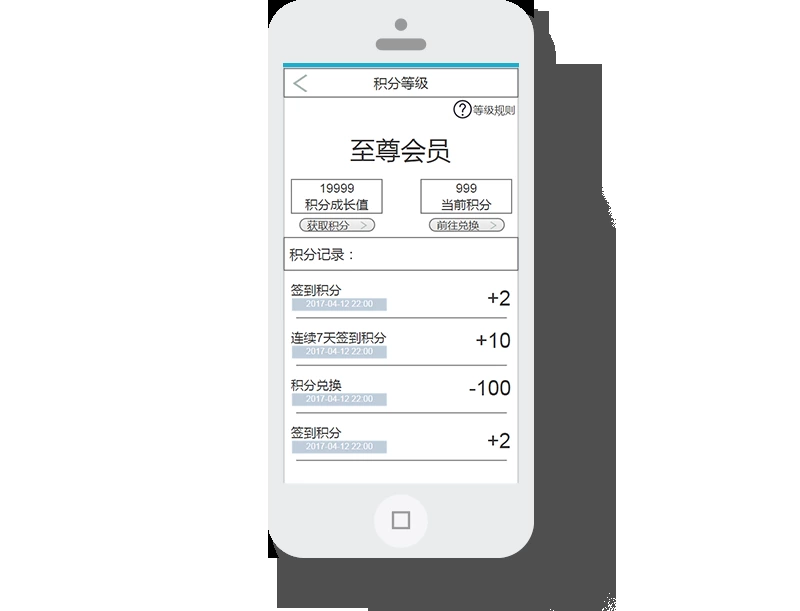 积分等级
?等级规则
至尊会员
19999
积分成长值
999
当前积分
获取积分 >
前往兑换 >
积分记录：
签到积分
2017-04-12 22:00
+2
连续7天签到积分
2017-04-12 22:00
+10
积分兑换
2017-04-12 22:00
-100
签到积分
2017-04-12 22:00
+2